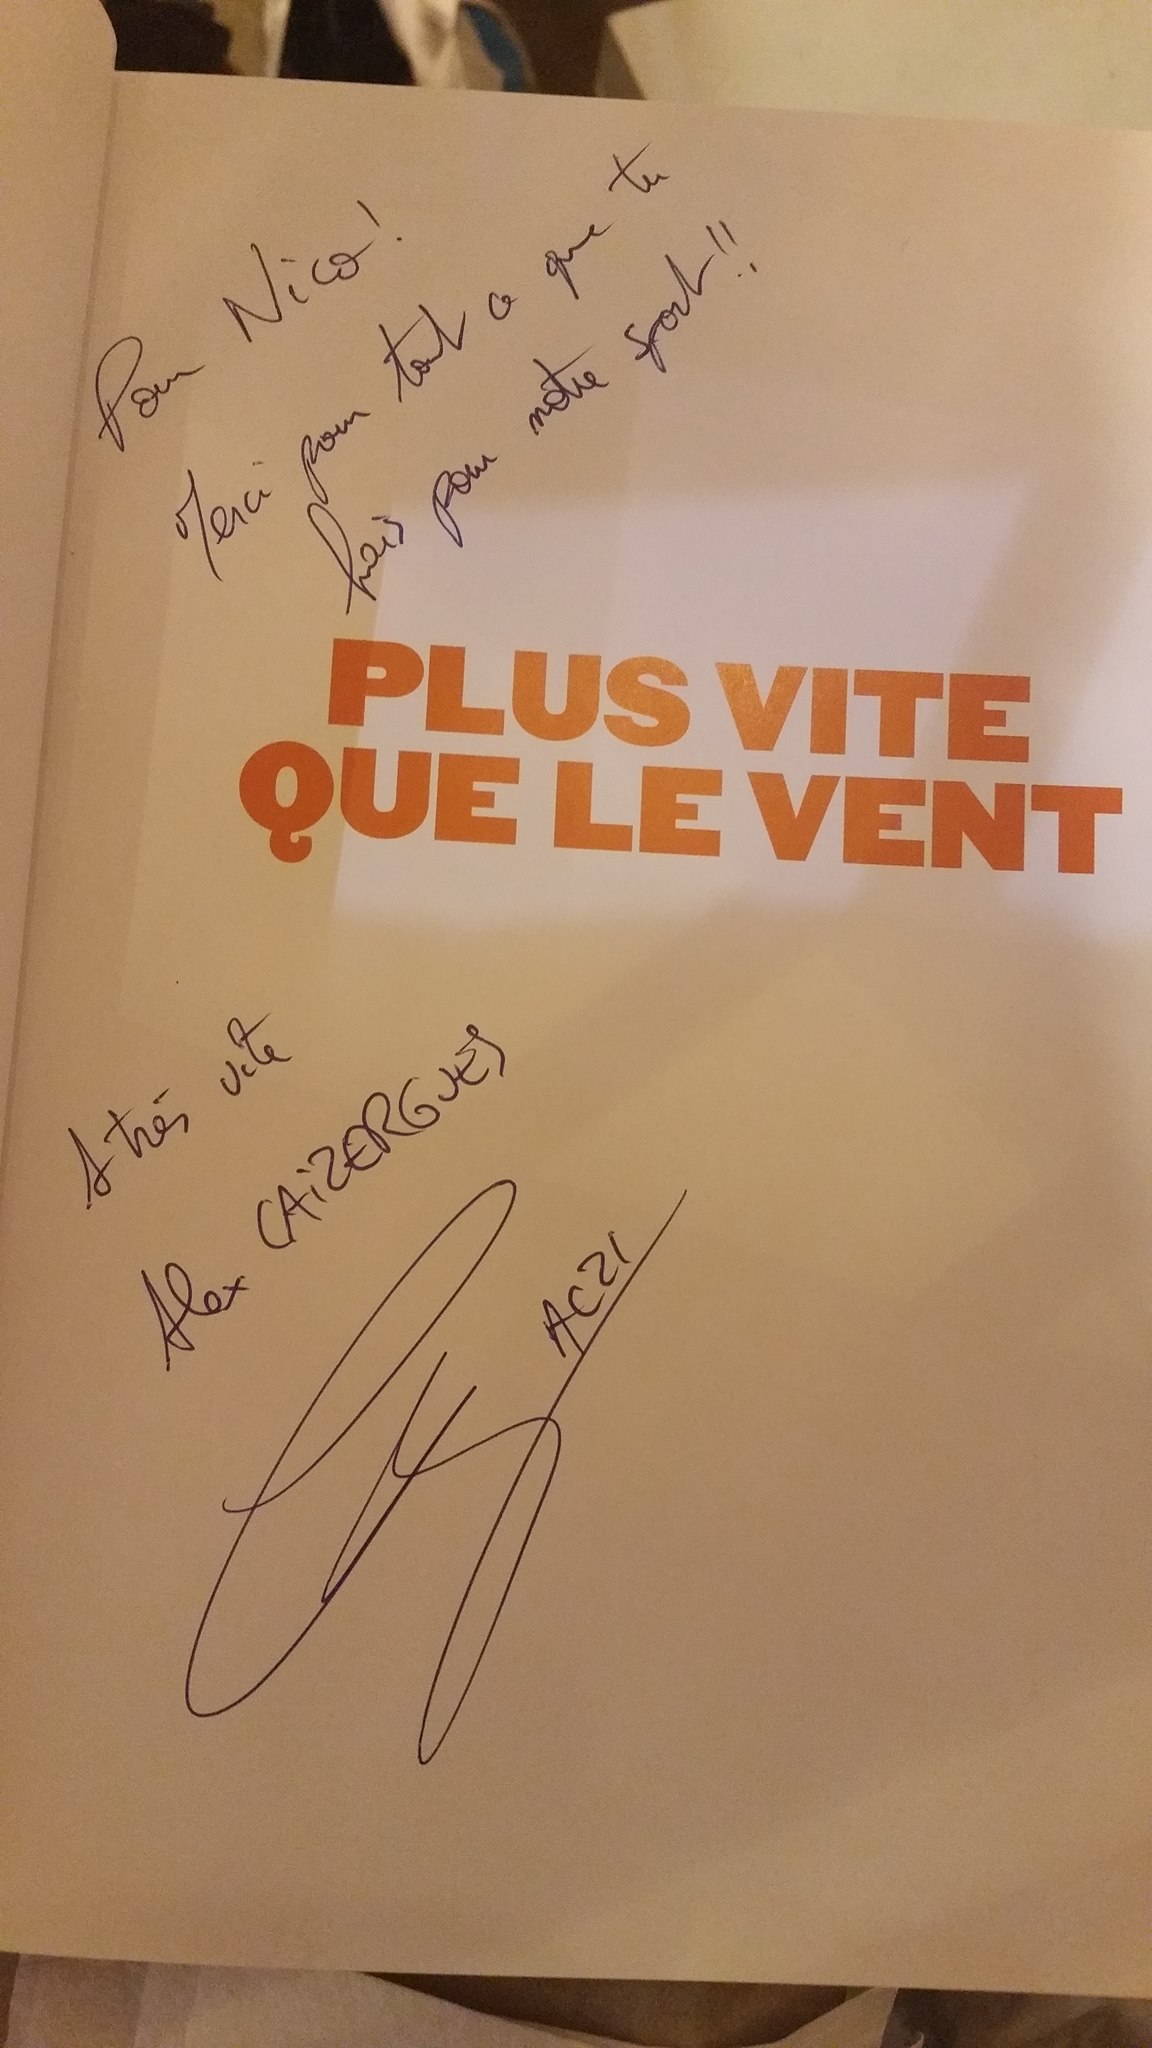 Pour Nico!
Merci pour tout ce que tu
fais pour notre sport!!
PLUS VITE
QUE LE VENT
A très vite
Alex CAIZERGUES
AC21